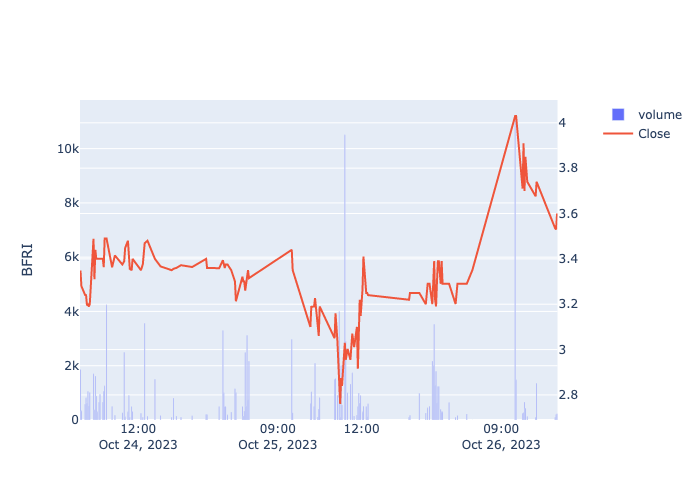 volume
Close
BFRI
10k
8k
6k
4k
2k
0
4
3.8
3.6
3.4
3.2
3
2.8
12:00
Oct 24, 2023
09:00
Oct 25, 2023
12:00
09:00
Oct 26, 2023